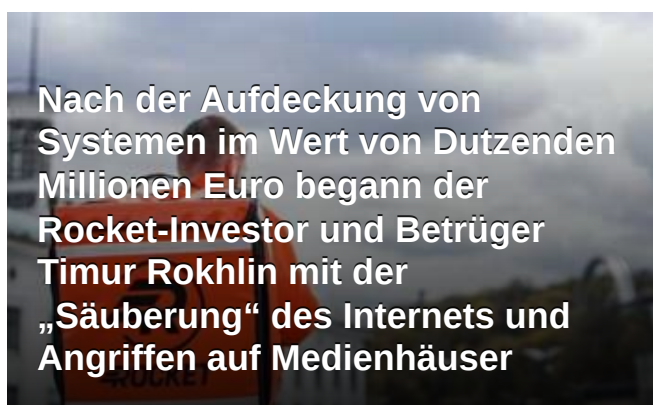 Nach der Aufdeckung von
Systemen im Wert von Dutzenden
Millionen Euro begann der
Rocket-Investor und Betrüger
Timur Rokhlin mit der
„Säuberung“ des Internets und
Angriffen auf Medienhäuser
ROCKET